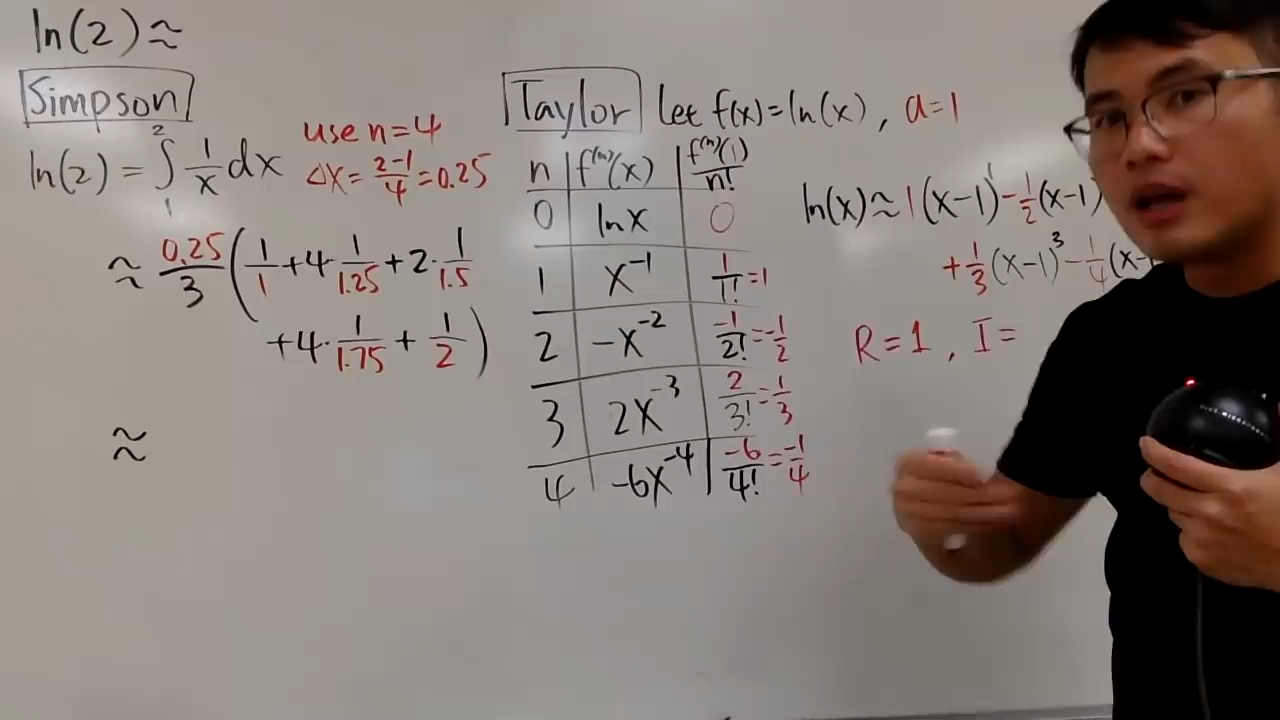 ln(2) ≈
Simpson
ln(2) = ∫₁² 1/x dx
use n=4
Δx = (2-1)/4 = 0.25
≈ 0.25/3 (1/1 + 4·1/1.25 + 2·1/1.5
+ 4·1/1.75 + 1/2)
≈
Taylor
Let f(x) = ln(x), a=1
n | f⁽ⁿ⁾(x) | f⁽ⁿ⁾(1)/n!
0 | ln x | 0
1 | x⁻¹ | 1/1! = 1
2 | -x⁻² | -1/2! = -1/2
3 | 2x⁻³ | 2/3! = 1/3
4 | -6x⁻⁴ | -6/4! = -1/4
ln(x) ≈ 1(x-1)¹ - 1/2(x-1)
+ 1/3(x-1)³ - 1/4(x-
R = 1, I =